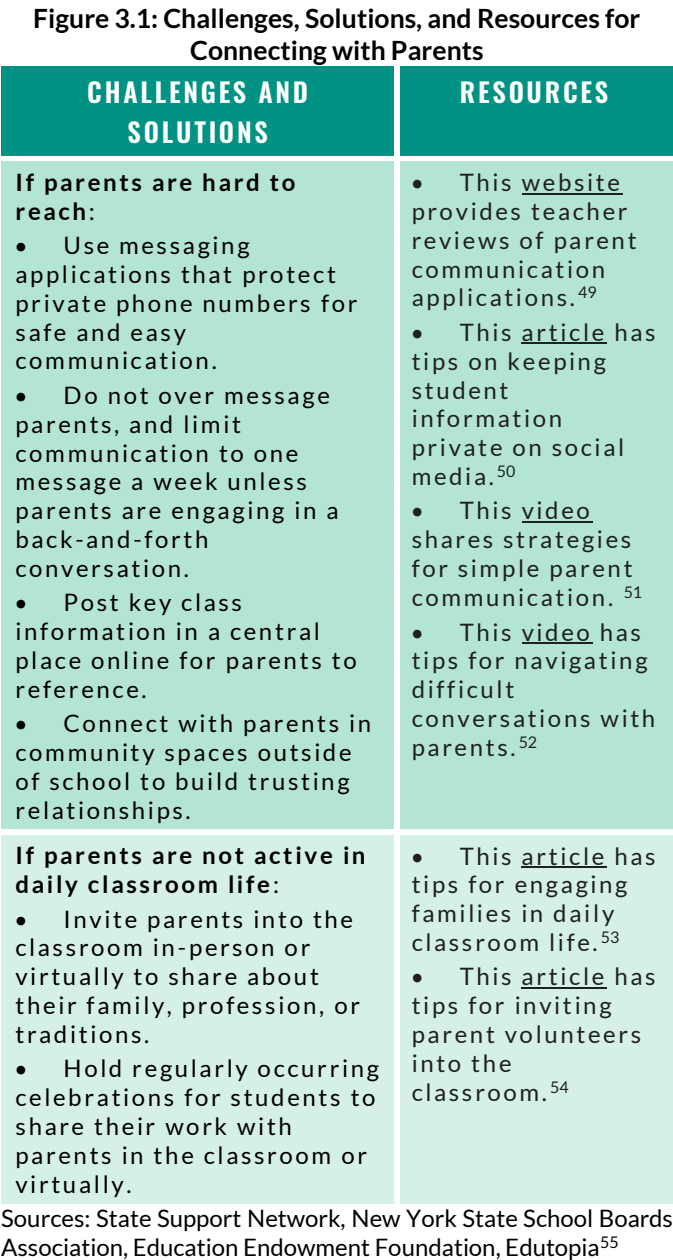 Figure 3.1: Challenges, Solutions, and Resources for
Connecting with Parents
CHALLENGES AND
SOLUTIONS
RESOURCES
If parents are hard to
reach:
• Use messaging
applications that protect
private phone numbers for
safe and easy
communication.
• Do not over message
parents, and limit
communication to one
message a week unless
parents are engaging in a
back-and-forth
conversation.
• Post key class
information in a central
place online for parents to
reference.
• Connect with parents in
community spaces outside
of school to build trusting
relationships.
• This website
provides teacher
reviews of parent
communication
applications.49
• This article has
tips on keeping
student
information
private on social
media.50
• This video
shares strategies
for simple parent
communication. 51
• This video has
tips for navigating
difficult
conversations with
parents.52
If parents are not active in
daily classroom life:
• Invite parents into the
classroom in-person or
virtually to share about
their family, profession, or
traditions.
• Hold regularly occurring
celebrations for students to
share their work with
parents in the classroom or
virtually.
• This article has
tips for engaging
families in daily
classroom life.53
• This article has
tips for inviting
parent volunteers
into the
classroom.54
Sources: State Support Network, New York State School Boards
Association, Education Endowment Foundation, Edutopia55